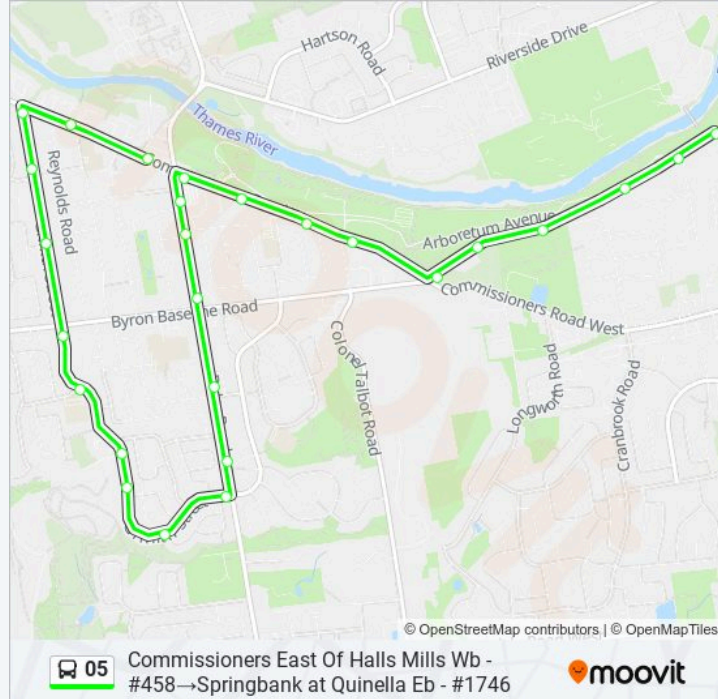 Hartson Road
Riverside Drive
Thames River
Reynolds Road
Arboretum Avenue
Commissioners Road West
Byron Baseline Road
Colonel Talbot Road
Longworth Road
Cranbrook Road
© OpenStreetMap contributors | © OpenMapTiles
05
Commissioners East Of Halls Mills Wb -
#458→Springbank at Quinella Eb - #1746
moovit